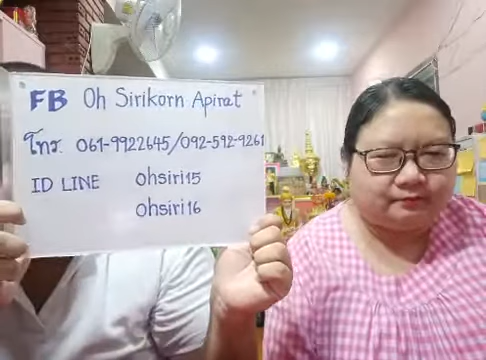 FB Oh Sirikorn Apirat
โทร. 061-9922645/092-592-9261
ID LINE ohsiri15
ohsiri16